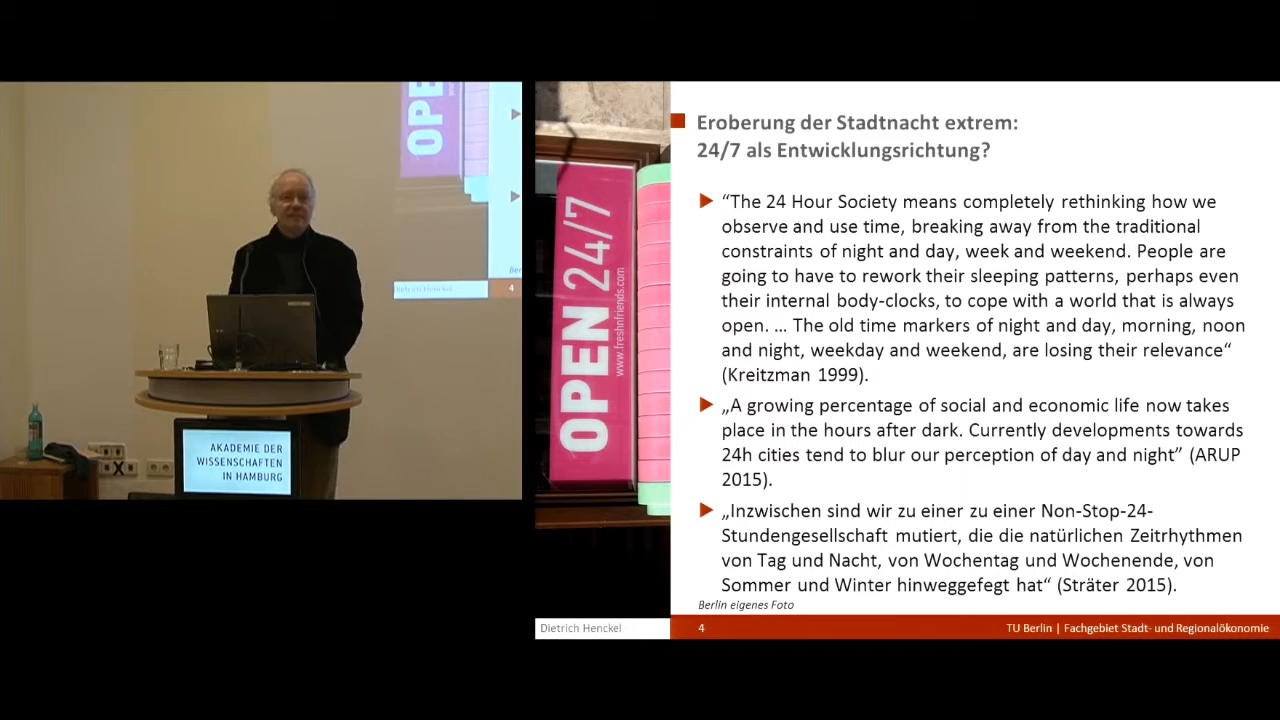 OPE
Dietrich Henckel
4
AKADEMIE DER
WISSENSCHAFTEN
IN HAMBURG
OPEN 24/7
www.freshnfriends.com
Eroberung der Stadtnacht extrem:
24/7 als Entwicklungsrichtung?
“The 24 Hour Society means completely rethinking how we
observe and use time, breaking away from the traditional
constraints of night and day, week and weekend. People are
going to have to rework their sleeping patterns, perhaps even
their internal body-clocks, to cope with a world that is always
open. … The old time markers of night and day, morning, noon
and night, weekday and weekend, are losing their relevance“
(Kreitzman 1999).
„A growing percentage of social and economic life now takes
place in the hours after dark. Currently developments towards
24h cities tend to blur our perception of day and night” (ARUP
2015).
„Inzwischen sind wir zu einer zu einer Non-Stop-24-
Stundengesellschaft mutiert, die die natürlichen Zeitrhythmen
von Tag und Nacht, von Wochentag und Wochenende, von
Sommer und Winter hinweggefegt hat“ (Sträter 2015).
Berlin eigenes Foto
Dietrich Henckel
4
TU Berlin | Fachgebiet Stadt- und Regionalökonomie